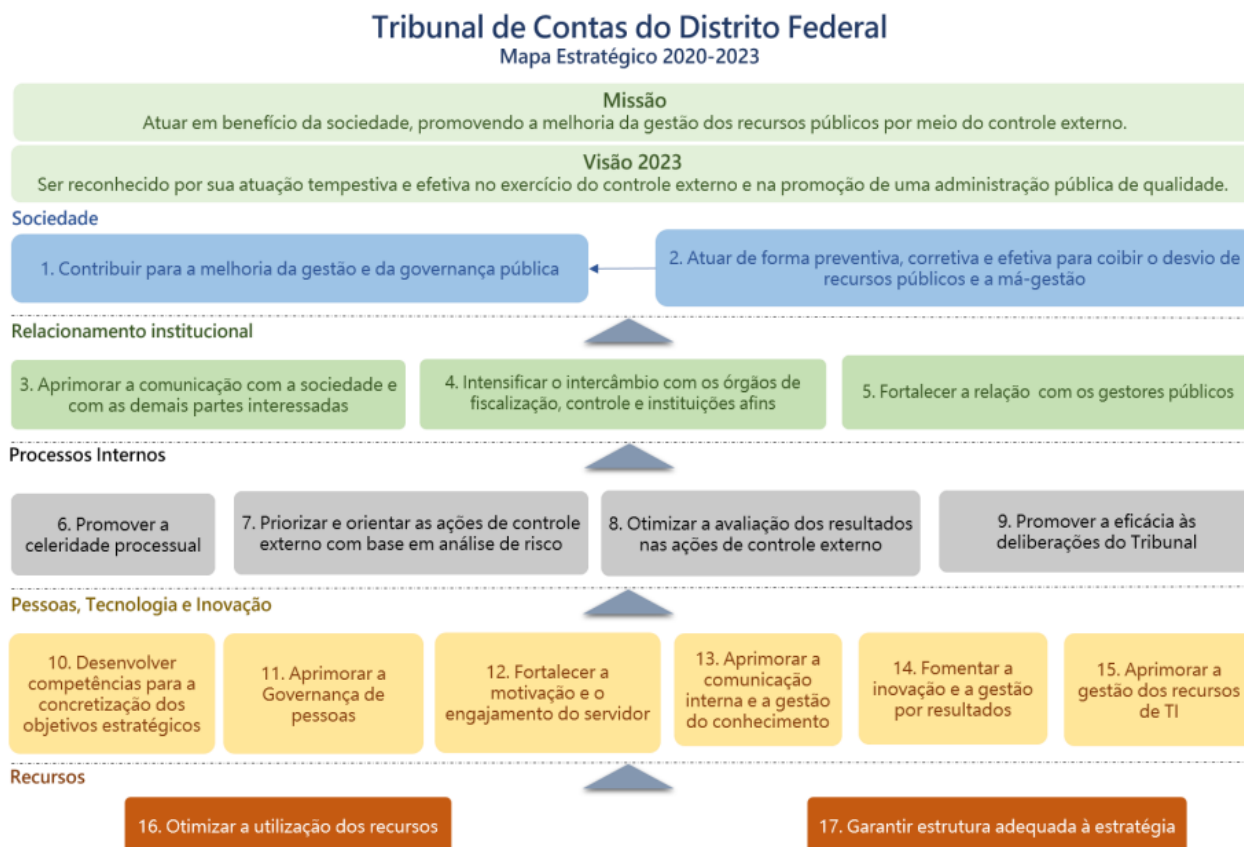 Tribunal de Contas do Distrito Federal
Mapa Estratégico 2020-2023
Missão
Atuar em benefício da sociedade, promovendo a melhoria da gestão dos recursos públicos por meio do controle externo.
Visão 2023
Ser reconhecido por sua atuação tempestiva e efetiva no exercício do controle externo e na promoção de uma administração pública de qualidade.
Sociedade
1. Contribuir para a melhoria da gestão e da governança pública
2. Atuar de forma preventiva, corretiva e efetiva para coibir o desvio de
recursos públicos e a má-gestão
Relacionamento institucional
3. Aprimorar a comunicação com a sociedade e
com as demais partes interessadas
4. Intensificar o intercâmbio com os órgãos de
fiscalização, controle e instituições afins
5. Fortalecer a relação com os gestores públicos
Processos Internos
6. Promover a
celeridade processual
7. Priorizar e orientar as ações de controle
externo com base em análise de risco
8. Otimizar a avaliação dos resultados
nas ações de controle externo
9. Promover a eficácia às
deliberações do Tribunal
Pessoas, Tecnologia e Inovação
10. Desenvolver
competências para a
concretização dos
objetivos estratégicos
11. Aprimorar a
Governança de
pessoas
12. Fortalecer a
motivação e o
engajamento do servidor
13. Aprimorar a
comunicação
interna e a gestão
do conhecimento
14. Fomentar a
inovação e a gestão
por resultados
15. Aprimorar a
gestão dos recursos
de TI
Recursos
16. Otimizar a utilização dos recursos
17. Garantir estrutura adequada à estratégia